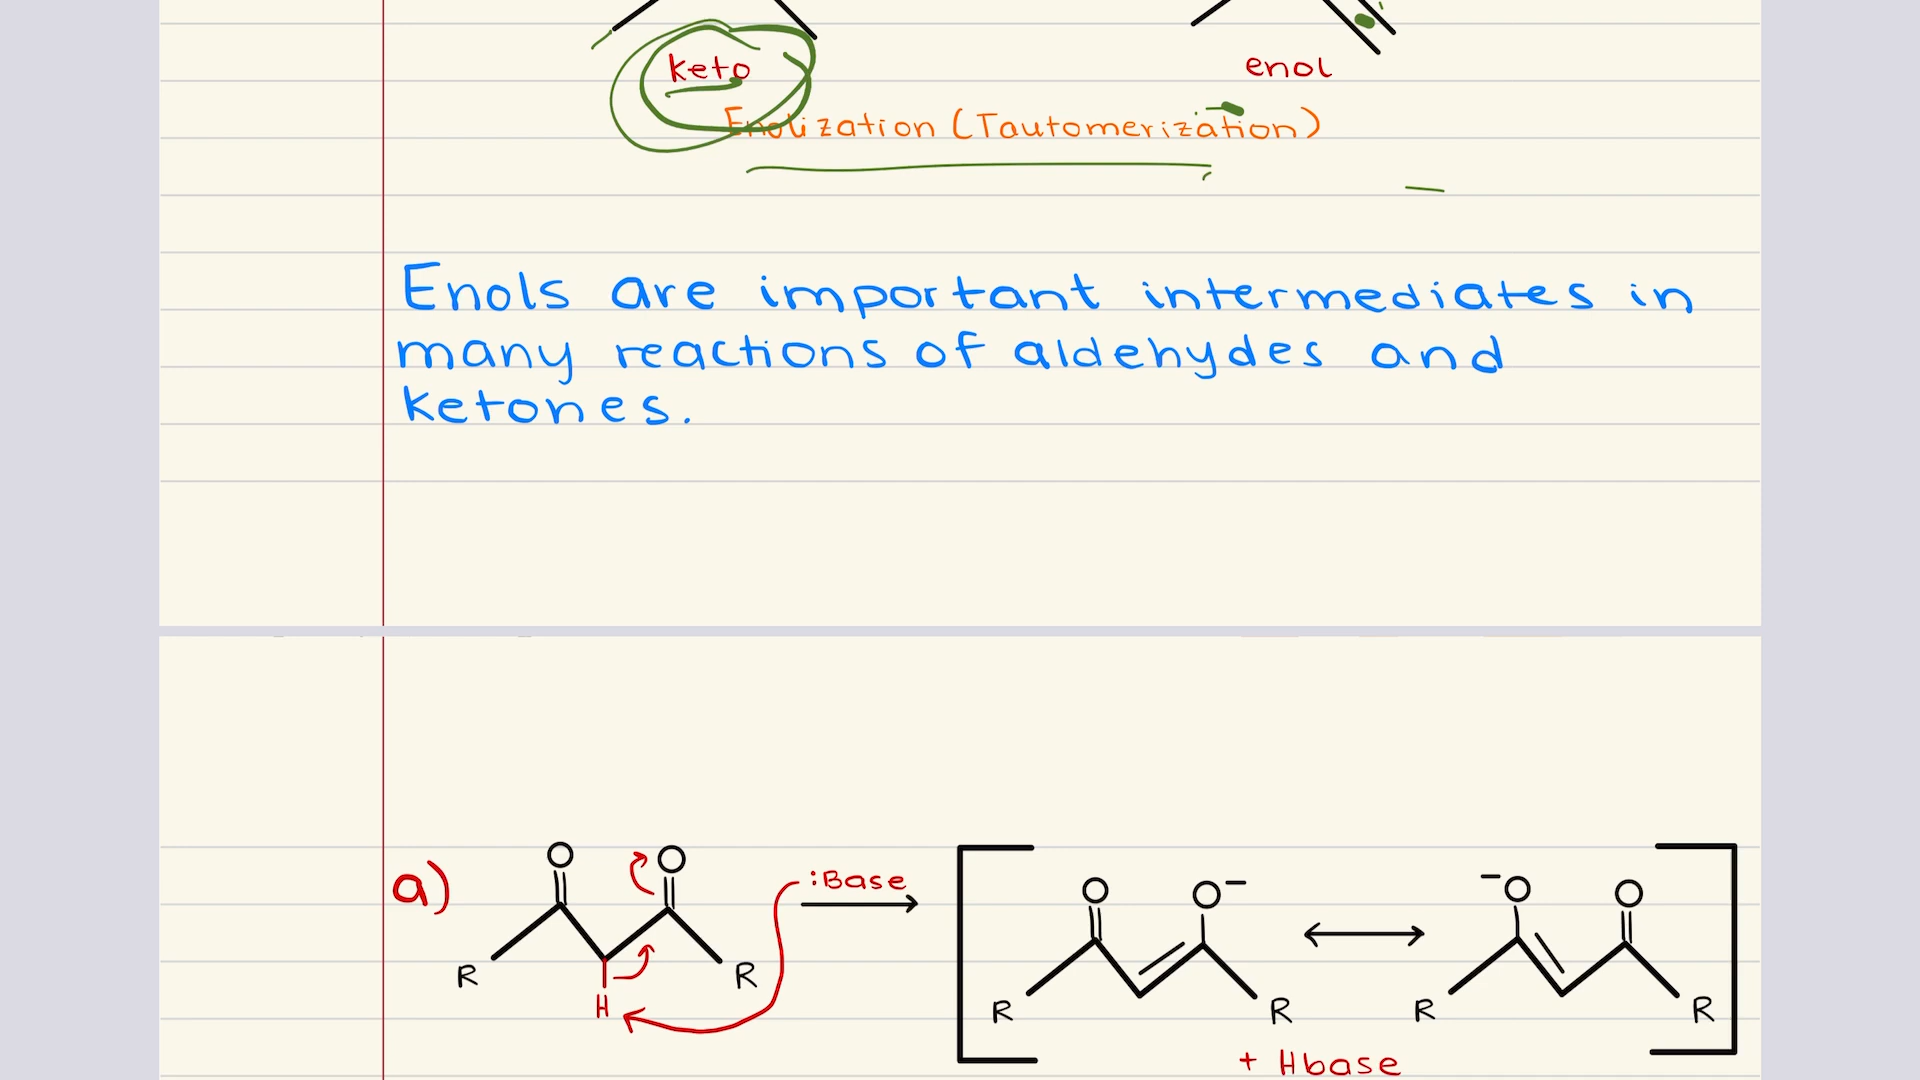 keto
enol
Enolization (Tautomerization)
Enols are important intermediates in
many reactions of aldehydes and
ketones.
a)
O O
R R
H
:Base
O O−
R R
−O O
R R
+ Hbase